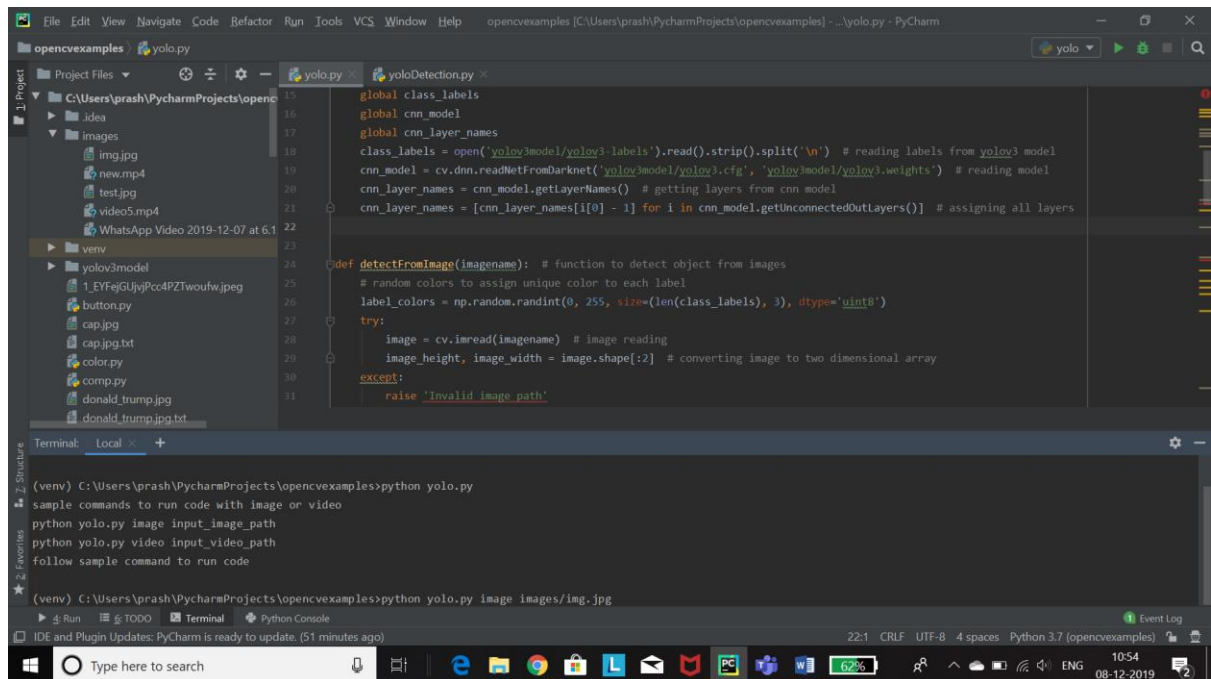 File Edit View Navigate Code Refactor Run Tools VCS Window Help opencvexamples [C:\Users\prash\PycharmProjects\opencvexamples] - ...\yolo.py - PyCharm
opencvexamples yolo.py yolo
1: Project
Project Files
yolo.py yoloDetection.py
C:\Users\prash\PycharmProjects\openc
.idea
images
img.jpg
new.mp4
test.jpg
video5.mp4
WhatsApp Video 2019-12-07 at 6.1
venv
yolov3model
1_EYFejGUjvjPcc4PZTwoufw.jpeg
button.py
cap.jpg
cap.jpg.txt
color.py
comp.py
donald_trump.jpg
donald_trump.jpg.txt
15 global class_labels
16 global cnn_model
17 global cnn_layer_names
18 class_labels = open('yolov3model/yolov3-labels').read().strip().split('\n') # reading labels from yolov3 model
19 cnn_model = cv.dnn.readNetFromDarknet('yolov3model/yolov3.cfg', 'yolov3model/yolov3.weights') # reading model
20 cnn_layer_names = cnn_model.getLayerNames() # getting layers from cnn model
21 cnn_layer_names = [cnn_layer_names[i[0] - 1] for i in cnn_model.getUnconnectedOutLayers()] # assigning all layers
22
23
24 def detectFromImage(imagename): # function to detect object from images
25 # random colors to assign unique color to each label
26 label_colors = np.random.randint(0, 255, size=(len(class_labels), 3), dtype='uint8')
27 try:
28 image = cv.imread(imagename) # image reading
29 image_height, image_width = image.shape[:2] # converting image to two dimensional array
30 except:
31 raise 'Invalid image path'
Terminal: Local +
Z: Structure
2: Favorites
(venv) C:\Users\prash\PycharmProjects\opencvexamples>python yolo.py
sample commands to run code with image or video
python yolo.py image input_image_path
python yolo.py video input_video_path
follow sample command to run code
(venv) C:\Users\prash\PycharmProjects\opencvexamples>python yolo.py image images/img.jpg
4: Run 6: TODO Terminal Python Console 1 Event Log
IDE and Plugin Updates: PyCharm is ready to update. (51 minutes ago) 22:1 CRLF UTF-8 4 spaces Python 3.7 (opencvexamples)
Type here to search 62% ENG 10:54
08-12-2019